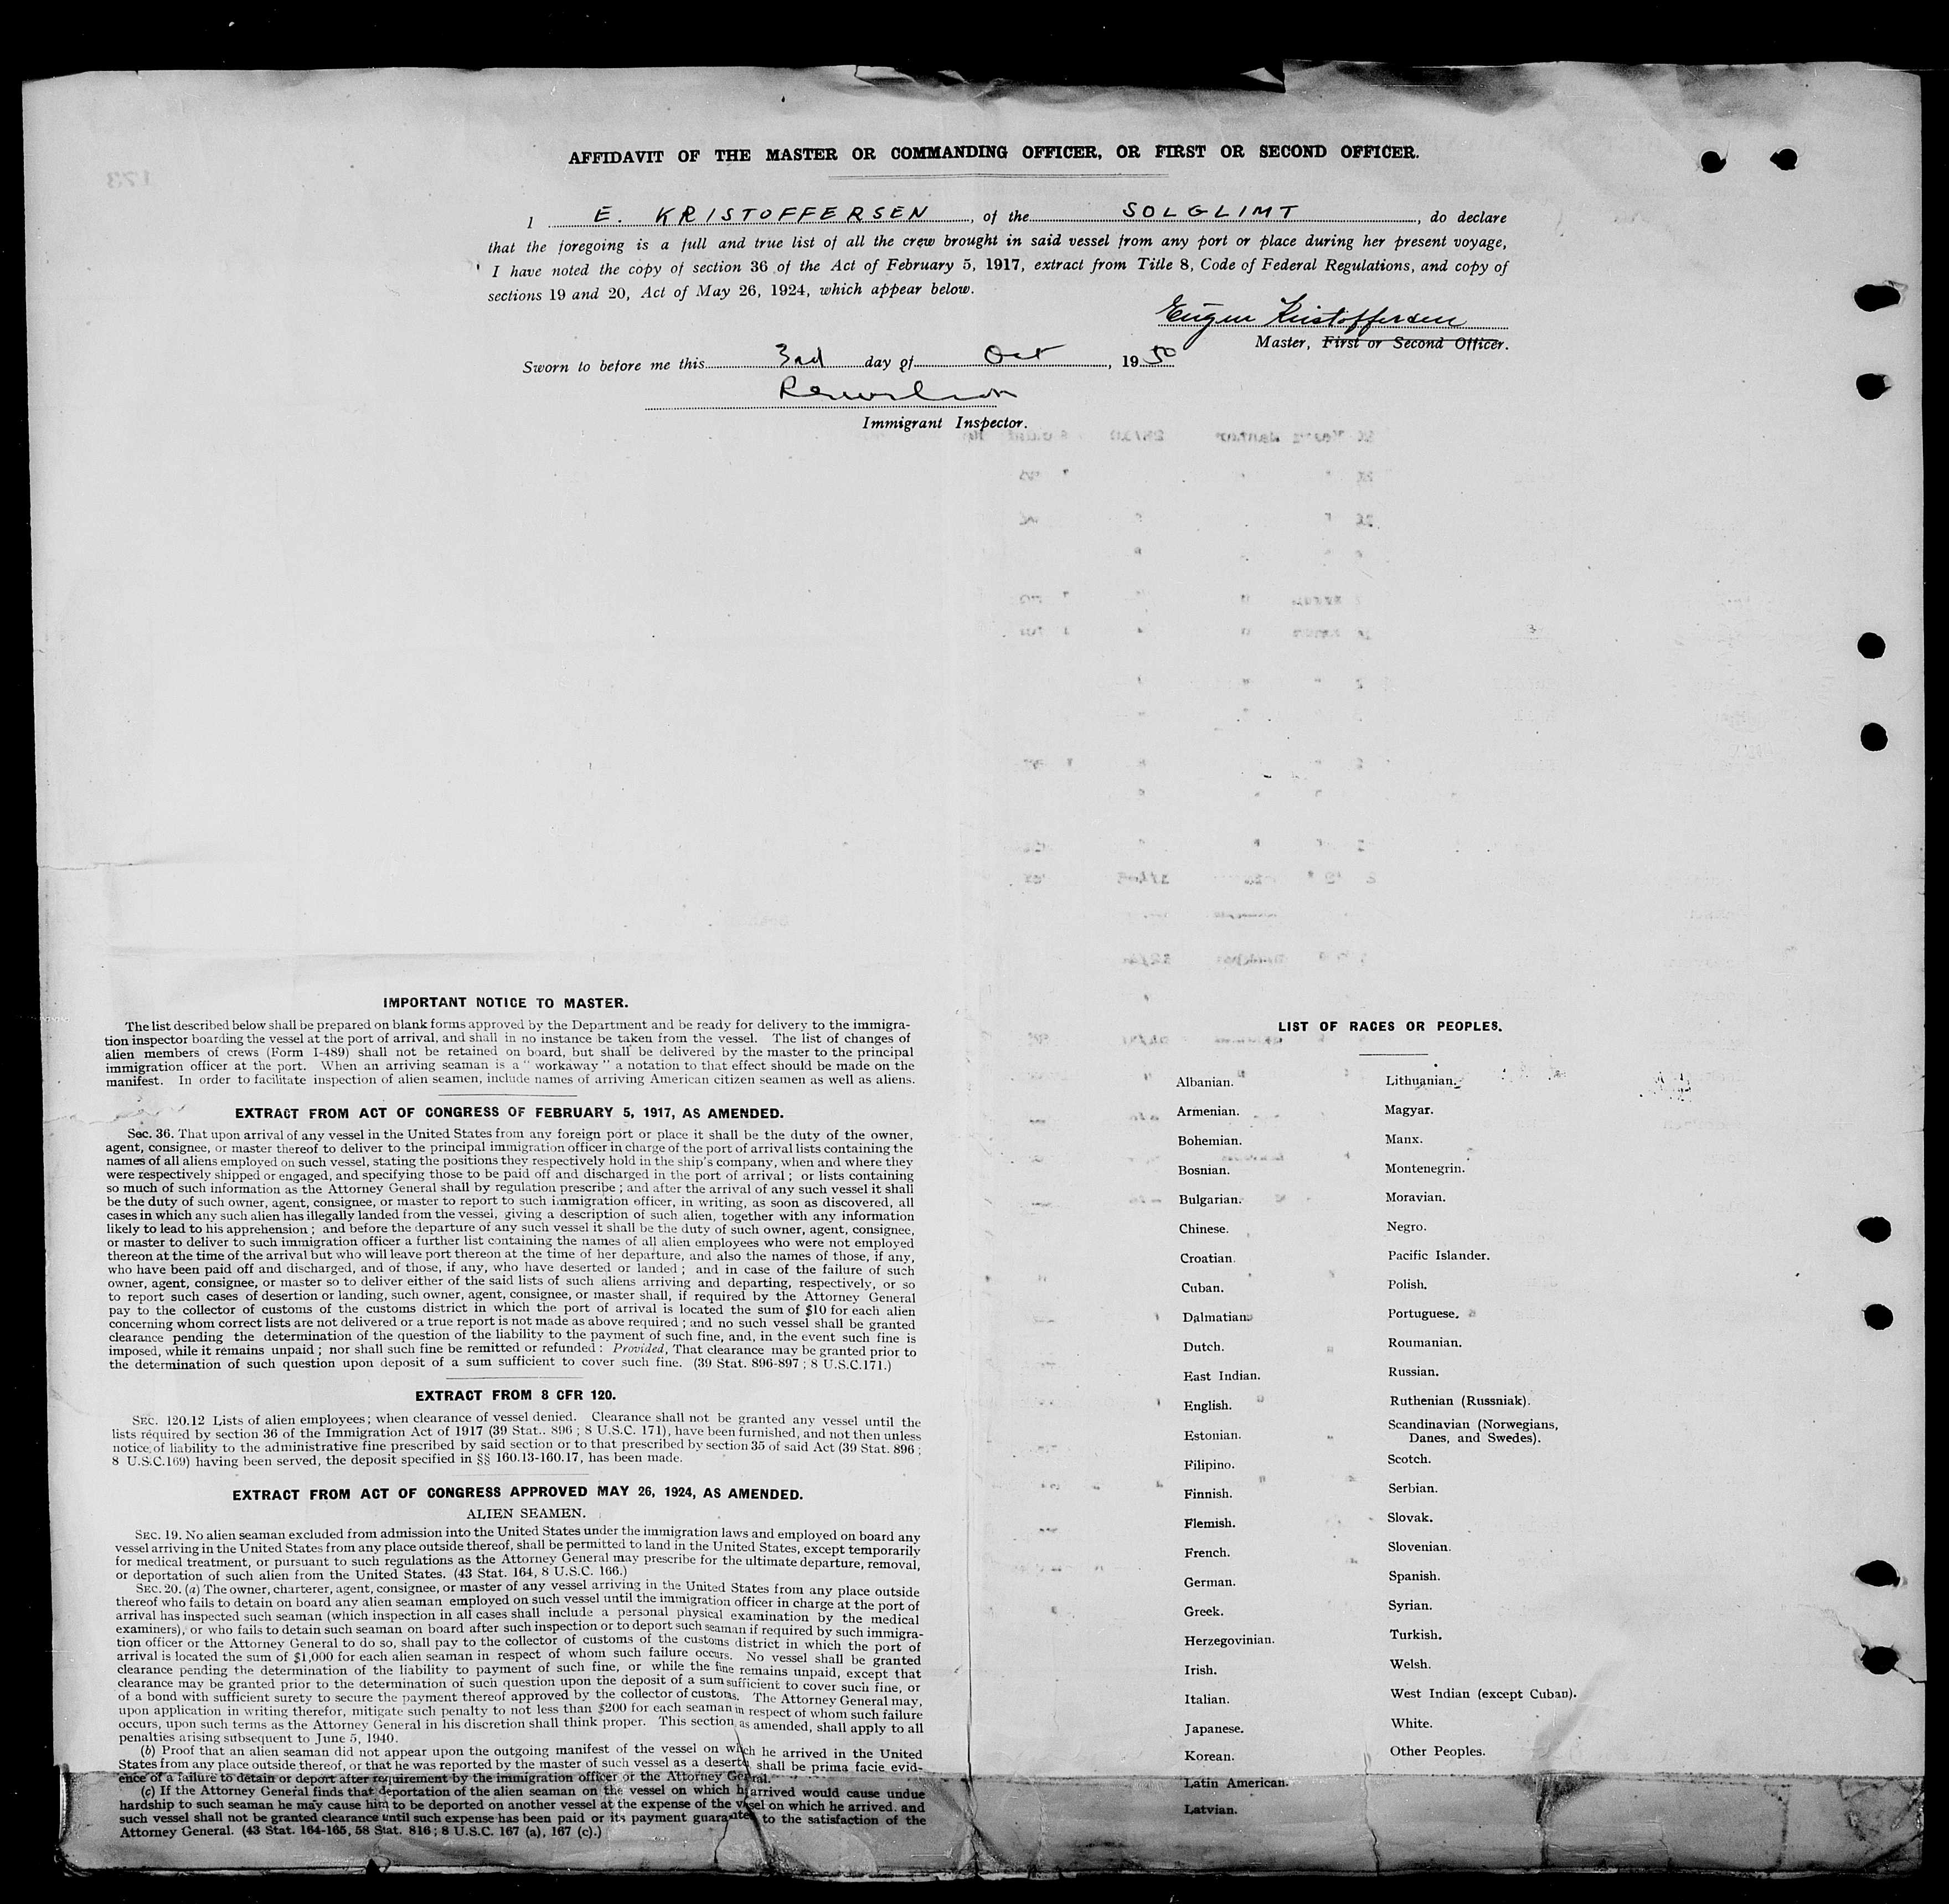 AFFIDAVIT OF THE MASTER OR COMMANDING OFFICER, OR FIRST OR SECOND OFFICER.
I E. KRISTOFFERSEN, of the SOLGLIMT, do declare
that the foregoing is a full and true list of all the crew brought in said vessel from any port or place during her present voyage,
I have noted the copy of section 36 of the Act of February 5, 1917, extract from Title 8, Code of Federal Regulations, and copy of
sections 19 and 20, Act of May 26, 1924, which appear below.
Eugen Kristoffersen
Master, First or Second Officer.
Sworn to before me this 3rd day of Oct, 1950
Immigrant Inspector.
IMPORTANT NOTICE TO MASTER.
The list described below shall be prepared on blank forms approved by the Department and be ready for delivery to the immigra-
tion inspector boarding the vessel at the port of arrival, and shall in no instance be taken from the vessel. The list of changes of
alien members of crews (Form I-489) shall not be retained on board, but shall be delivered by the master to the principal
immigration officer at the port. When an arriving seaman is a "workaway" a notation to that effect should be made on the
manifest. In order to facilitate inspection of alien seamen, include names of arriving American citizen seamen as well as aliens.
EXTRACT FROM ACT OF CONGRESS OF FEBRUARY 5, 1917, AS AMENDED.
Sec. 36. That upon arrival of any vessel in the United States from any foreign port or place it shall be the duty of the owner,
agent, consignee, or master thereof to deliver to the principal immigration officer in charge of the port of arrival lists containing the
names of all aliens employed on such vessel, stating the positions they respectively hold in the ship's company, when and where they
were respectively shipped or engaged, and specifying those to be paid off and discharged in the port of arrival; or lists containing
so much of such information as the Attorney General shall by regulation prescribe; and after the arrival of any such vessel it shall
be the duty of such owner, agent, consignee, or master to report to such immigration officer, in writing, as soon as discovered, all
cases in which any such alien has illegally landed from the vessel, giving a description of such alien, together with any information
likely to lead to his apprehension; and before the departure of any such vessel it shall be the duty of such owner, agent, consignee,
or master to deliver to such immigration officer a further list containing the names of all alien employees who were not employed
thereon at the time of the arrival but who will leave port thereon at the time of her departure, and also the names of those, if any,
who have been paid off and discharged, and of those, if any, who have deserted or landed; and in case of the failure of such
owner, agent, consignee, or master so to deliver either of the said lists of such aliens arriving and departing, respectively, or so
to report such cases of desertion or landing, such owner, agent, consignee, or master shall, if required by the Attorney General
pay to the collector of customs of the customs district in which the port of arrival is located the sum of $10 for each alien
concerning whom correct lists are not delivered or a true report is not made as above required; and no such vessel shall be granted
clearance pending the determination of the question of the liability to the payment of such fine, and, in the event such fine is
imposed, while it remains unpaid; nor shall such fine be remitted or refunded: Provided, That clearance may be granted prior to
the determination of such question upon deposit of a sum sufficient to cover such fine. (39 Stat. 896-897; 8 U.S.C.171.)
EXTRACT FROM 8 CFR 120.
SEC. 120.12 Lists of alien employees; when clearance of vessel denied. Clearance shall not be granted any vessel until the
lists required by section 36 of the Immigration Act of 1917 (39 Stat.. 896; 8 U.S.C. 171), have been furnished, and not then unless
notice of liability to the administrative fine prescribed by said section or to that prescribed by section 35 of said Act (39 Stat. 896;
8 U.S.C.169) having been served, the deposit specified in §§ 160.13-160.17, has been made.
EXTRACT FROM ACT OF CONGRESS APPROVED MAY 26, 1924, AS AMENDED.
ALIEN SEAMEN.
SEC. 19. No alien seaman excluded from admission into the United States under the immigration laws and employed on board any
vessel arriving in the United States from any place outside thereof, shall be permitted to land in the United States, except temporarily
for medical treatment, or pursuant to such regulations as the Attorney General may prescribe for the ultimate departure, removal,
or deportation of such alien from the United States. (43 Stat. 164, 8 U.S.C. 166.)
SEC. 20. (a) The owner, charterer, agent, consignee, or master of any vessel arriving in the United States from any place outside
thereof who fails to detain on board any alien seaman employed on such vessel until the immigration officer in charge at the port of
arrival has inspected such seaman (which inspection in all cases shall include a personal physical examination by the medical
examiners), or who fails to detain such seaman on board after such inspection or to deport such seaman if required by such immigra-
tion officer or the Attorney General to do so, shall pay to the collector of customs of the customs district in which the port of
arrival is located the sum of $1,000 for each alien seaman in respect of whom such failure occurs. No vessel shall be granted
clearance pending the determination of the liability to payment of such fine, or while the fine remains unpaid, except that
clearance may be granted prior to the determination of such question upon the deposit of a sum sufficient to cover such fine, or
of a bond with sufficient surety to secure the payment thereof approved by the collector of customs. The Attorney General may,
upon application in writing therefor, mitigate such penalty to not less than $200 for each seaman in respect of whom such failure
occurs, upon such terms as the Attorney General in his discretion shall think proper. This section, as amended, shall apply to all
penalties arising subsequent to June 5, 1940.
(b) Proof that an alien seaman did not appear upon the outgoing manifest of the vessel on which he arrived in the United
States from any place outside thereof, or that he was reported by the master of such vessel as a deserter, shall be prima facie evid-
ence of a failure to detain or deport after requirement by the immigration officer or the Attorney General.
(c) If the Attorney General finds that deportation of the alien seaman on the vessel on which he arrived would cause undue
hardship to such seaman he may cause him to be deported on another vessel at the expense of the vessel on which he arrived. and
such vessel shall not be granted clearance until such expense has been paid or its payment guaranteed to the satisfaction of the
Attorney General. (43 Stat. 164-165, 58 Stat. 816; 8 U.S.C. 167 (a), 167 (c).)
LIST OF RACES OR PEOPLES.
Albanian.
Armenian.
Bohemian.
Bosnian.
Bulgarian.
Chinese.
Croatian.
Cuban.
Dalmatian.
Dutch.
East Indian.
English.
Estonian.
Filipino.
Finnish.
Flemish.
French.
German.
Greek.
Herzegovinian.
Irish.
Italian.
Japanese.
Korean.
Latin American.
Latvian.
Lithuanian.
Magyar.
Manx.
Montenegrin.
Moravian.
Negro.
Pacific Islander.
Polish.
Portuguese.
Roumanian.
Russian.
Ruthenian (Russniak).
Scandinavian (Norwegians,
Danes, and Swedes).
Scotch.
Serbian.
Slovak.
Slovenian.
Spanish.
Syrian.
Turkish.
Welsh.
West Indian (except Cuban).
White.
Other Peoples.